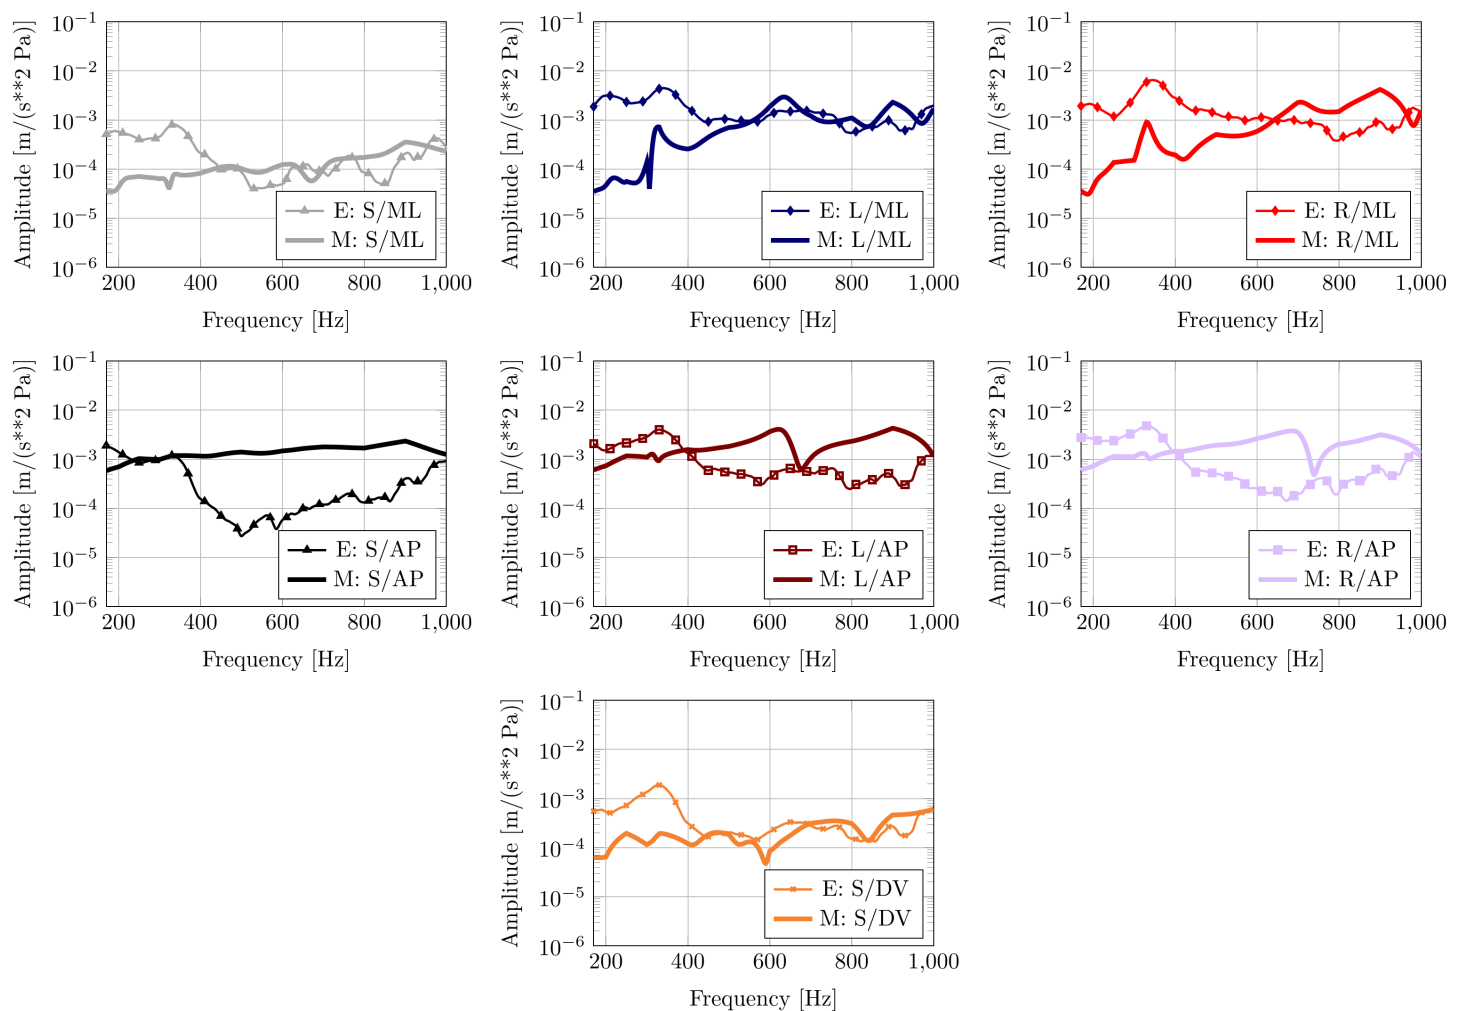 Amplitude [m/(s**2 Pa)]
10−1
10−2
10−3
10−4
10−5
10−6
E: S/ML
M: S/ML
200 400 600 800 1,000
Frequency [Hz]
Amplitude [m/(s**2 Pa)]
10−1
10−2
10−3
10−4
10−5
10−6
E: L/ML
M: L/ML
200 400 600 800 1,000
Frequency [Hz]
Amplitude [m/(s**2 Pa)]
10−1
10−2
10−3
10−4
10−5
10−6
E: R/ML
M: R/ML
200 400 600 800 1,000
Frequency [Hz]
Amplitude [m/(s**2 Pa)]
10−1
10−2
10−3
10−4
10−5
10−6
E: S/AP
M: S/AP
200 400 600 800 1,000
Frequency [Hz]
Amplitude [m/(s**2 Pa)]
10−1
10−2
10−3
10−4
10−5
10−6
E: L/AP
M: L/AP
200 400 600 800 1,000
Frequency [Hz]
Amplitude [m/(s**2 Pa)]
10−1
10−2
10−3
10−4
10−5
10−6
E: R/AP
M: R/AP
200 400 600 800 1,000
Frequency [Hz]
Amplitude [m/(s**2 Pa)]
10−1
10−2
10−3
10−4
10−5
10−6
E: S/DV
M: S/DV
200 400 600 800 1,000
Frequency [Hz]